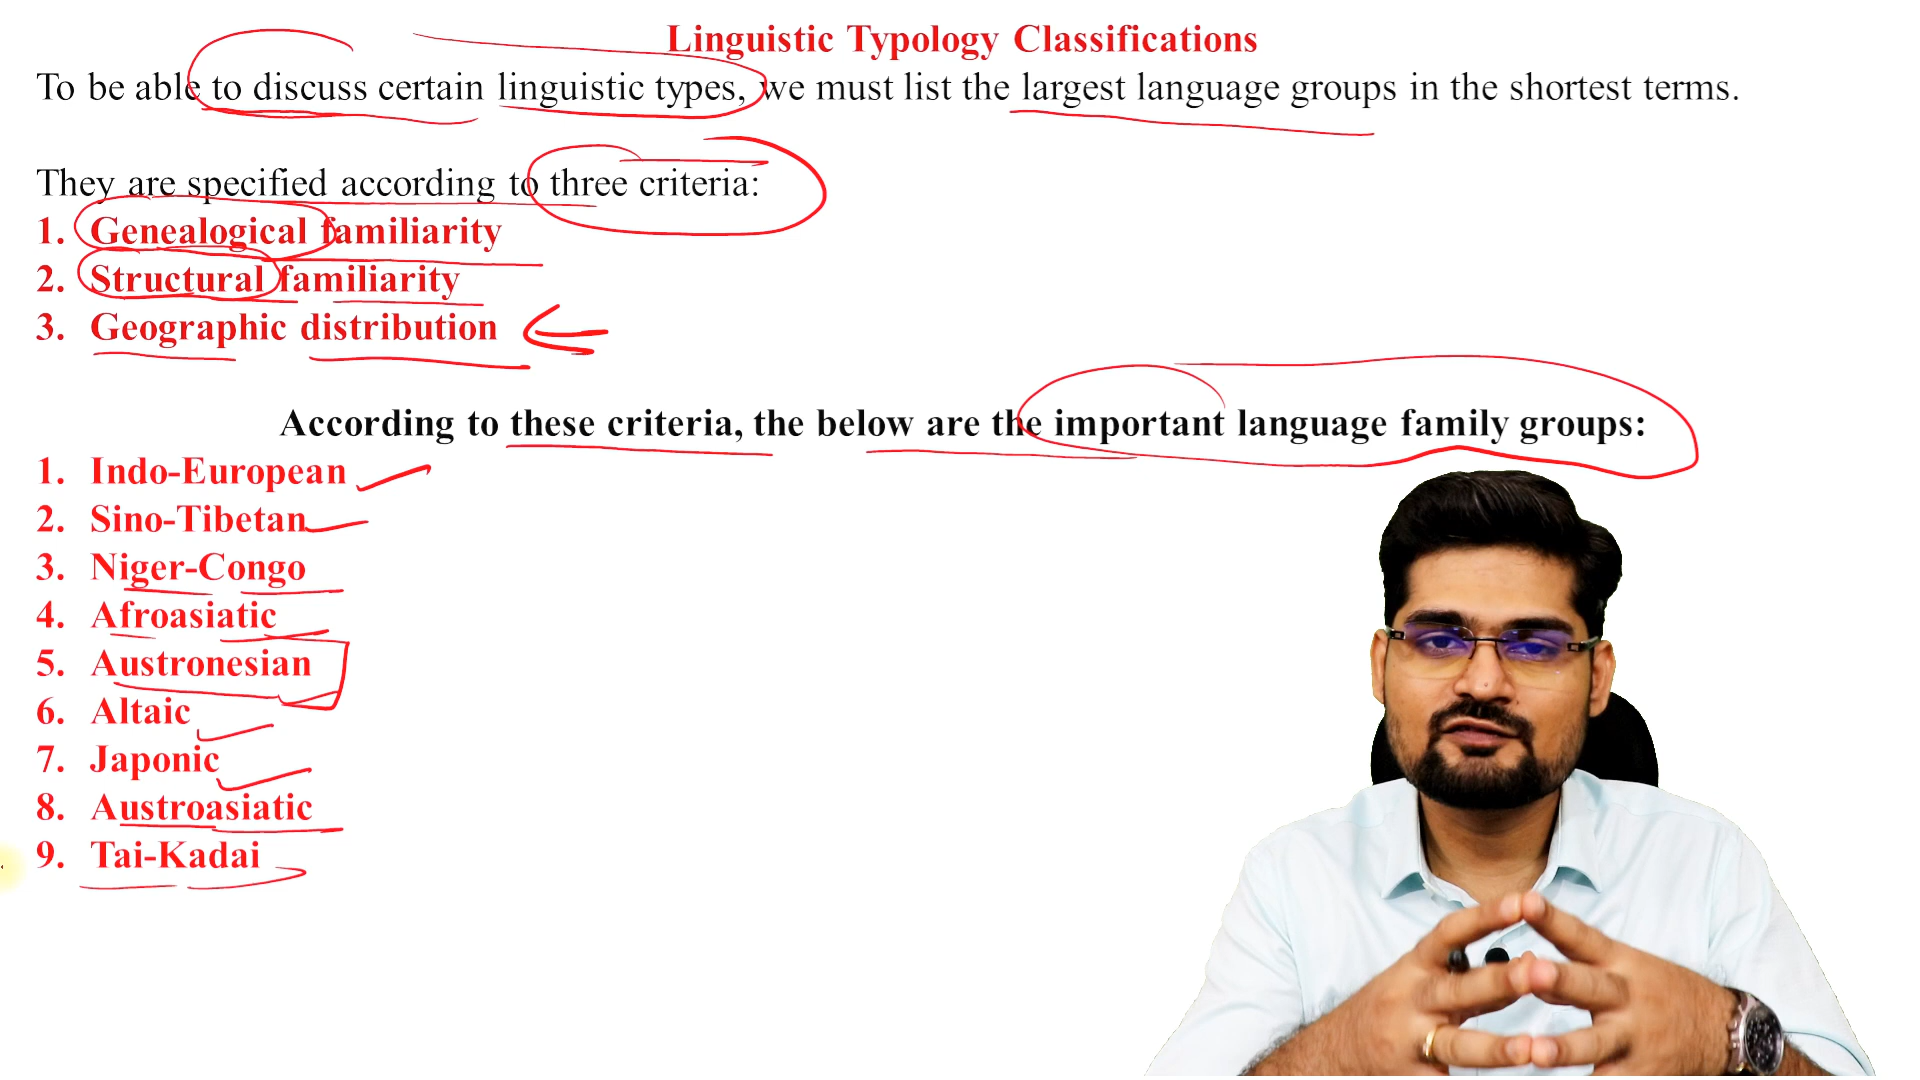 Linguistic Typology Classifications
To be able to discuss certain linguistic types, we must list the largest language groups in the shortest terms.
They are specified according to three criteria:
1. Genealogical familiarity
2. Structural familiarity
3. Geographic distribution
According to these criteria, the below are the important language family groups:
1. Indo-European
2. Sino-Tibetan
3. Niger-Congo
4. Afroasiatic
5. Austronesian
6. Altaic
7. Japonic
8. Austroasiatic
9. Tai-Kadai